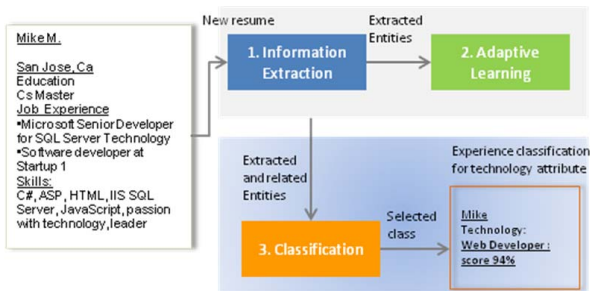 Mike M.
San Jose, Ca
Education
Cs Master
Job Experience
•Microsoft Senior Developer
for SQL Server Technology
•Software developer at
Startup 1
Skills:
C#, ASP, HTML, IIS SQL
Server, JavaScript, passion
with technology, leader
New resume
1. Information
Extraction
Extracted
Entities
2. Adaptive
Learning
Extracted
and related
Entities
3. Classification
Selected
class
Experience classification
for technology attribute
Mike
Technology:
Web Developer :
score 94%